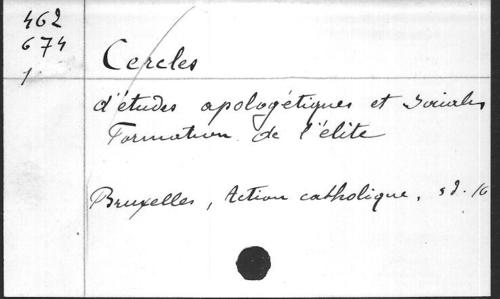 462
674
1
Cercles
d'études apologétiques et sociales
Formation de l'élite
Bruxelles, Action catholique, sd. 16